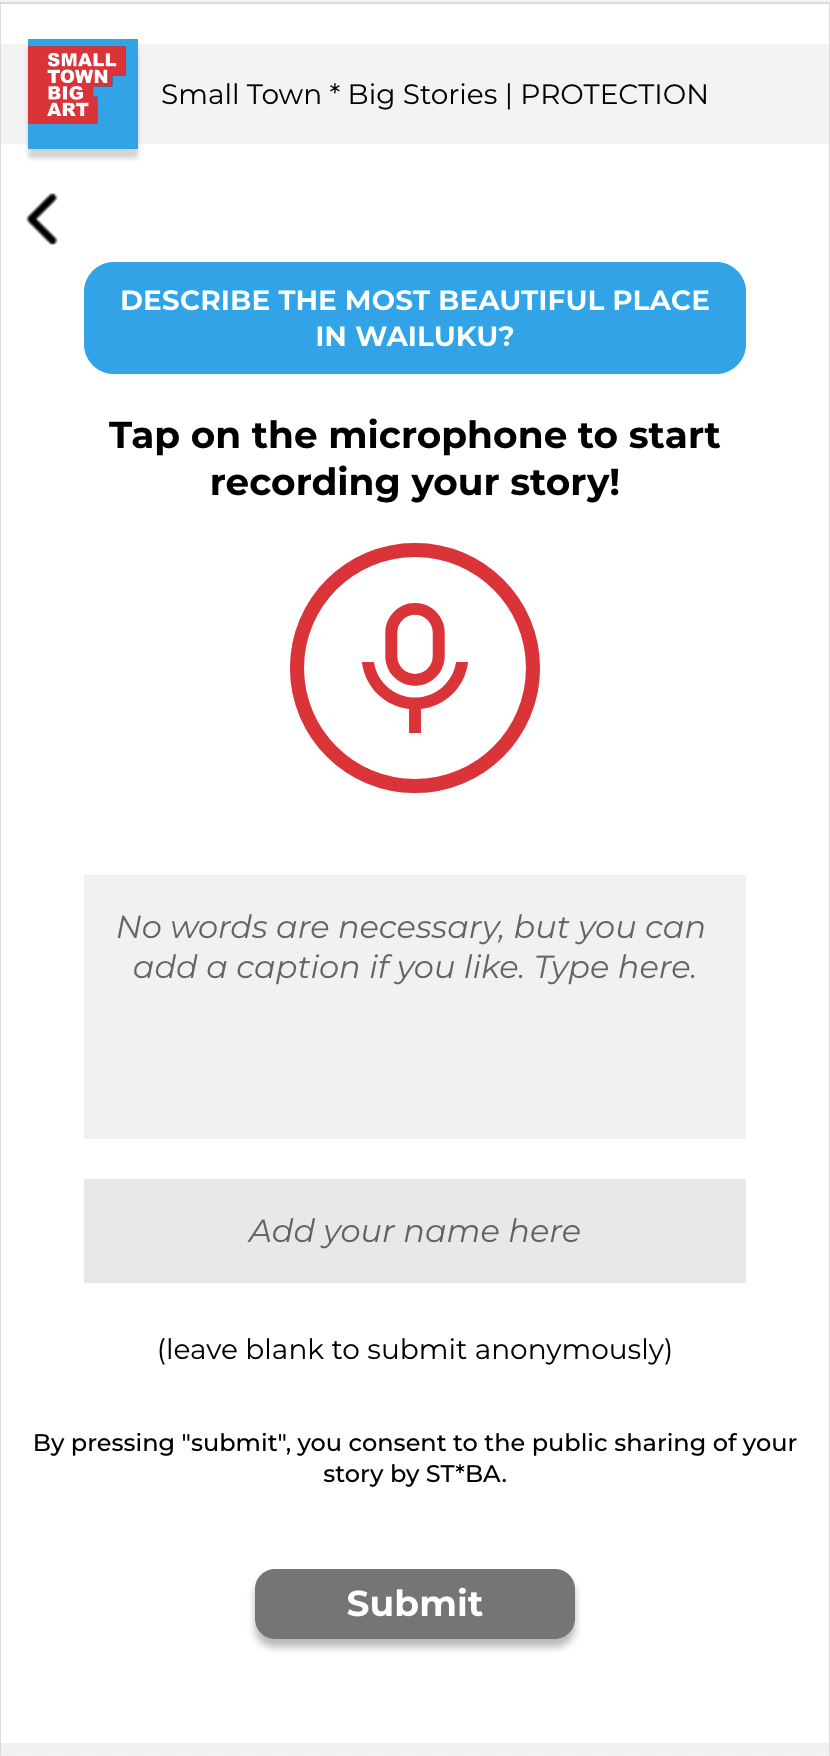 SMALL
TOWN
BIG
ART
Small Town * Big Stories | PROTECTION
DESCRIBE THE MOST BEAUTIFUL PLACE
IN WAILUKU?
Tap on the microphone to start
recording your story!
No words are necessary, but you can
add a caption if you like. Type here.
Add your name here
(leave blank to submit anonymously)
By pressing "submit", you consent to the public sharing of your
story by ST*BA.
Submit